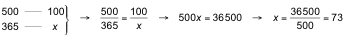 500 — 100
365 — x } → 500/365 = 100/x → 500x = 36500 → x = 36500/500 = 73